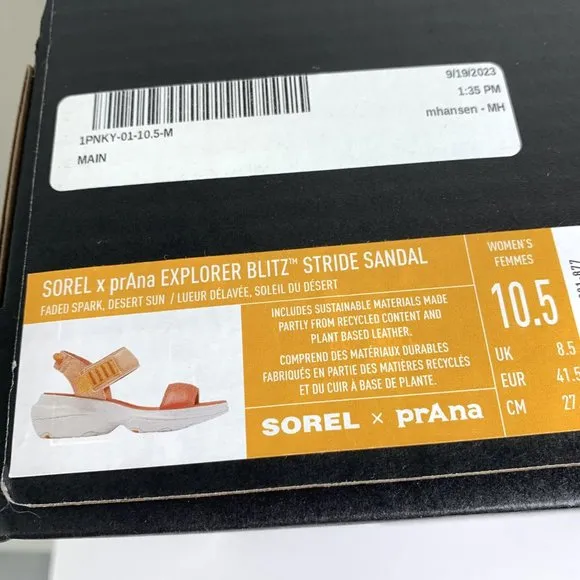 9/19/2023
1:35 PM
mhansen - MH
1PNKY-01-10.5-M
MAIN
SOREL x prAna EXPLORER BLITZ™ STRIDE SANDAL
FADED SPARK, DESERT SUN / LUEUR DÉLAVÉE, SOLEIL DU DÉSERT
INCLUDES SUSTAINABLE MATERIALS MADE
PARTLY FROM RECYCLED CONTENT AND
PLANT BASED LEATHER.
COMPREND DES MATÉRIAUX DURABLES
FABRIQUÉS EN PARTIE DE MATIÈRES RECYCLÉS
ET DU CUIR À BASE DE PLANTE.
SOREL × prAna
WOMEN'S
FEMMES
10.5
UK 8.5
EUR 41.5
CM 27